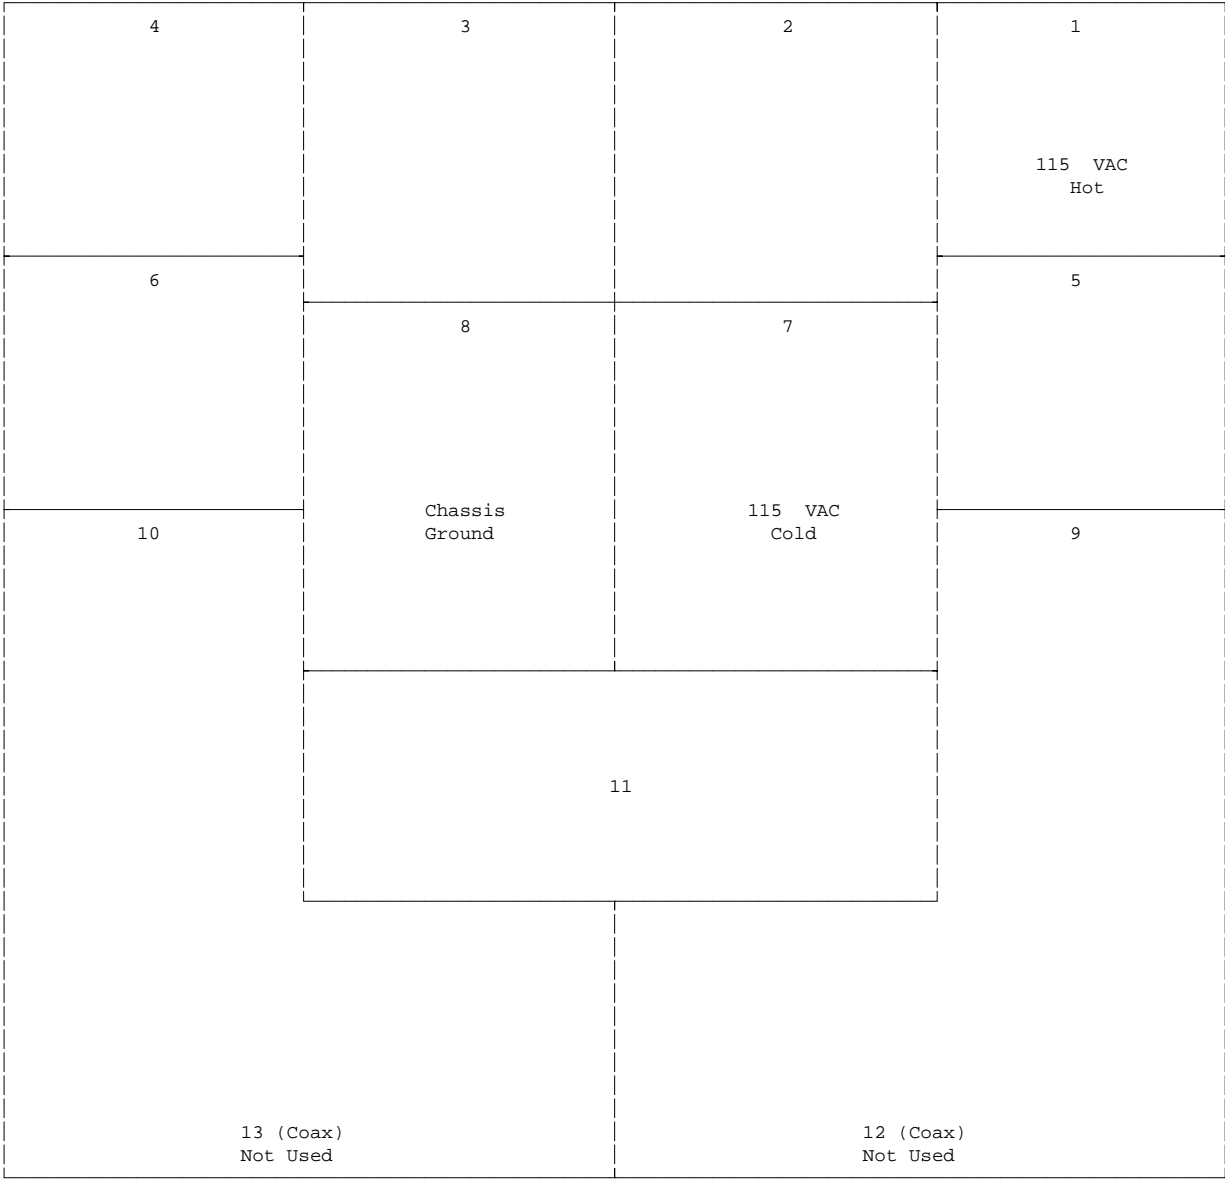 4
3
2
1
115 VAC
Hot
6
5
8
7
Chassis
Ground
115 VAC
Cold
10
9
11
13 (Coax)
Not Used
12 (Coax)
Not Used